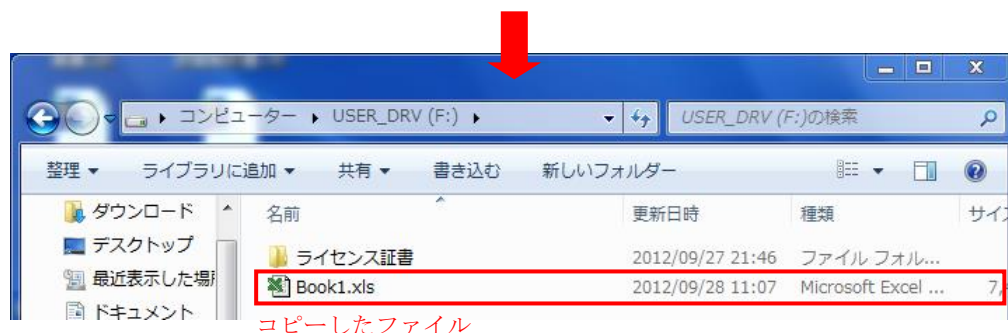 コンピューター ▸ USER_DRV (F:) ▸ USER_DRV (F:)の検索
整理 ▼ ライブラリに追加 ▼ 共有 ▼ 書き込む 新しいフォルダー
ダウンロード 名前 更新日時 種類 サイ
デスクトップ
ライセンス証書 2012/09/27 21:46 ファイル フォル...
最近表示した場所
Book1.xls 2012/09/28 11:07 Microsoft Excel ... 7,
ドキュメント
コピーしたファイル